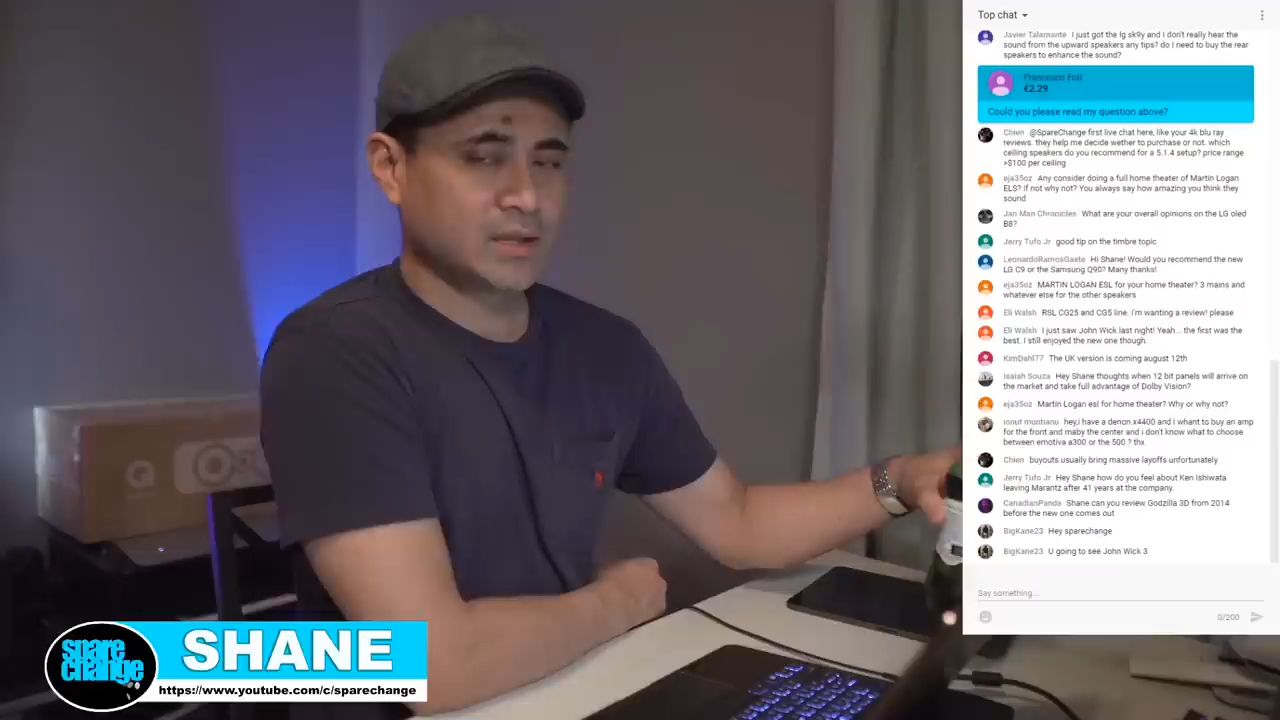 Top chat
Javier Talamante I just got the lg sk9y and I don't really hear the
sound from the upward speakers any tips? do I need to buy the rear
speakers to enhance the sound?
Francesco Foti
€2.29
Could you please read my question above?
Chien @SpareChange first live chat here, like your 4k blu ray
reviews. they help me decide wether to purchase or not. which
ceiling speakers do you recommend for a 5.1.4 setup? price range
>$100 per ceiling
eja35oz Any consider doing a full home theater of Martin Logan
ELS? If not why not? You always say how amazing you think they
sound
Jan Man Chronicles What are your overall opinions on the LG oled
B8?
Jerry Tufo Jr good tip on the timbre topic
LeonardoRamosGaete Hi Shane! Would you recommend the new
LG C9 or the Samsung Q90? Many thanks!
eja35oz MARTIN LOGAN ESL for your home theater? 3 mains and
whatever else for the other speakers
Eli Walsh RSL CG25 and CG5 line. i'm wanting a review! please
Eli Walsh I just saw John Wick last night! Yeah... the first was the
best. I still enjoyed the new one though.
KimDahl77 The UK version is coming august 12th
Isaiah Souza Hey Shane thoughts when 12 bit panels will arrive on
the market and take full advantage of Dolby Vision?
eja35oz Martin Logan esl for home theater? Why or why not?
ionut muntianu hey,i have a denon x4400 and i whant to buy an amp
for the front and maby the center and i don't know what to choose
between emotiva a300 or the 500 ? thx
Chien buyouts usually bring massive layoffs unfortunately
Jerry Tufo Jr Hey Shane how do you feel about Ken Ishiwata
leaving Marantz after 41 years at the company.
CanadianPanda Shane can you review Godzilla 3D from 2014
before the new one comes out
BigKane23 Hey sparechange
BigKane23 U going to see John Wick 3
Say something...
0/200
spare
change
SHANE
https://www.youtube.com/c/sparechange